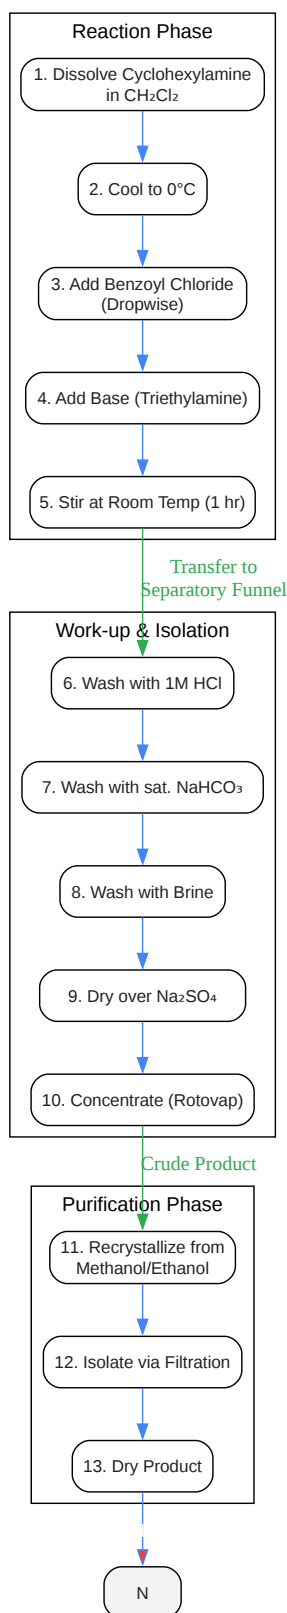 Reaction Phase
1. Dissolve Cyclohexylamine
in CH₂Cl₂
2. Cool to 0°C
3. Add Benzoyl Chloride
(Dropwise)
4. Add Base (Triethylamine)
5. Stir at Room Temp (1 hr)
Transfer to
Separatory Funnel
Work-up & Isolation
6. Wash with 1M HCl
7. Wash with sat. NaHCO₃
8. Wash with Brine
9. Dry over Na₂SO₄
10. Concentrate (Rotovap)
Crude Product
Purification Phase
11. Recrystallize from
Methanol/Ethanol
12. Isolate via Filtration
13. Dry Product
N